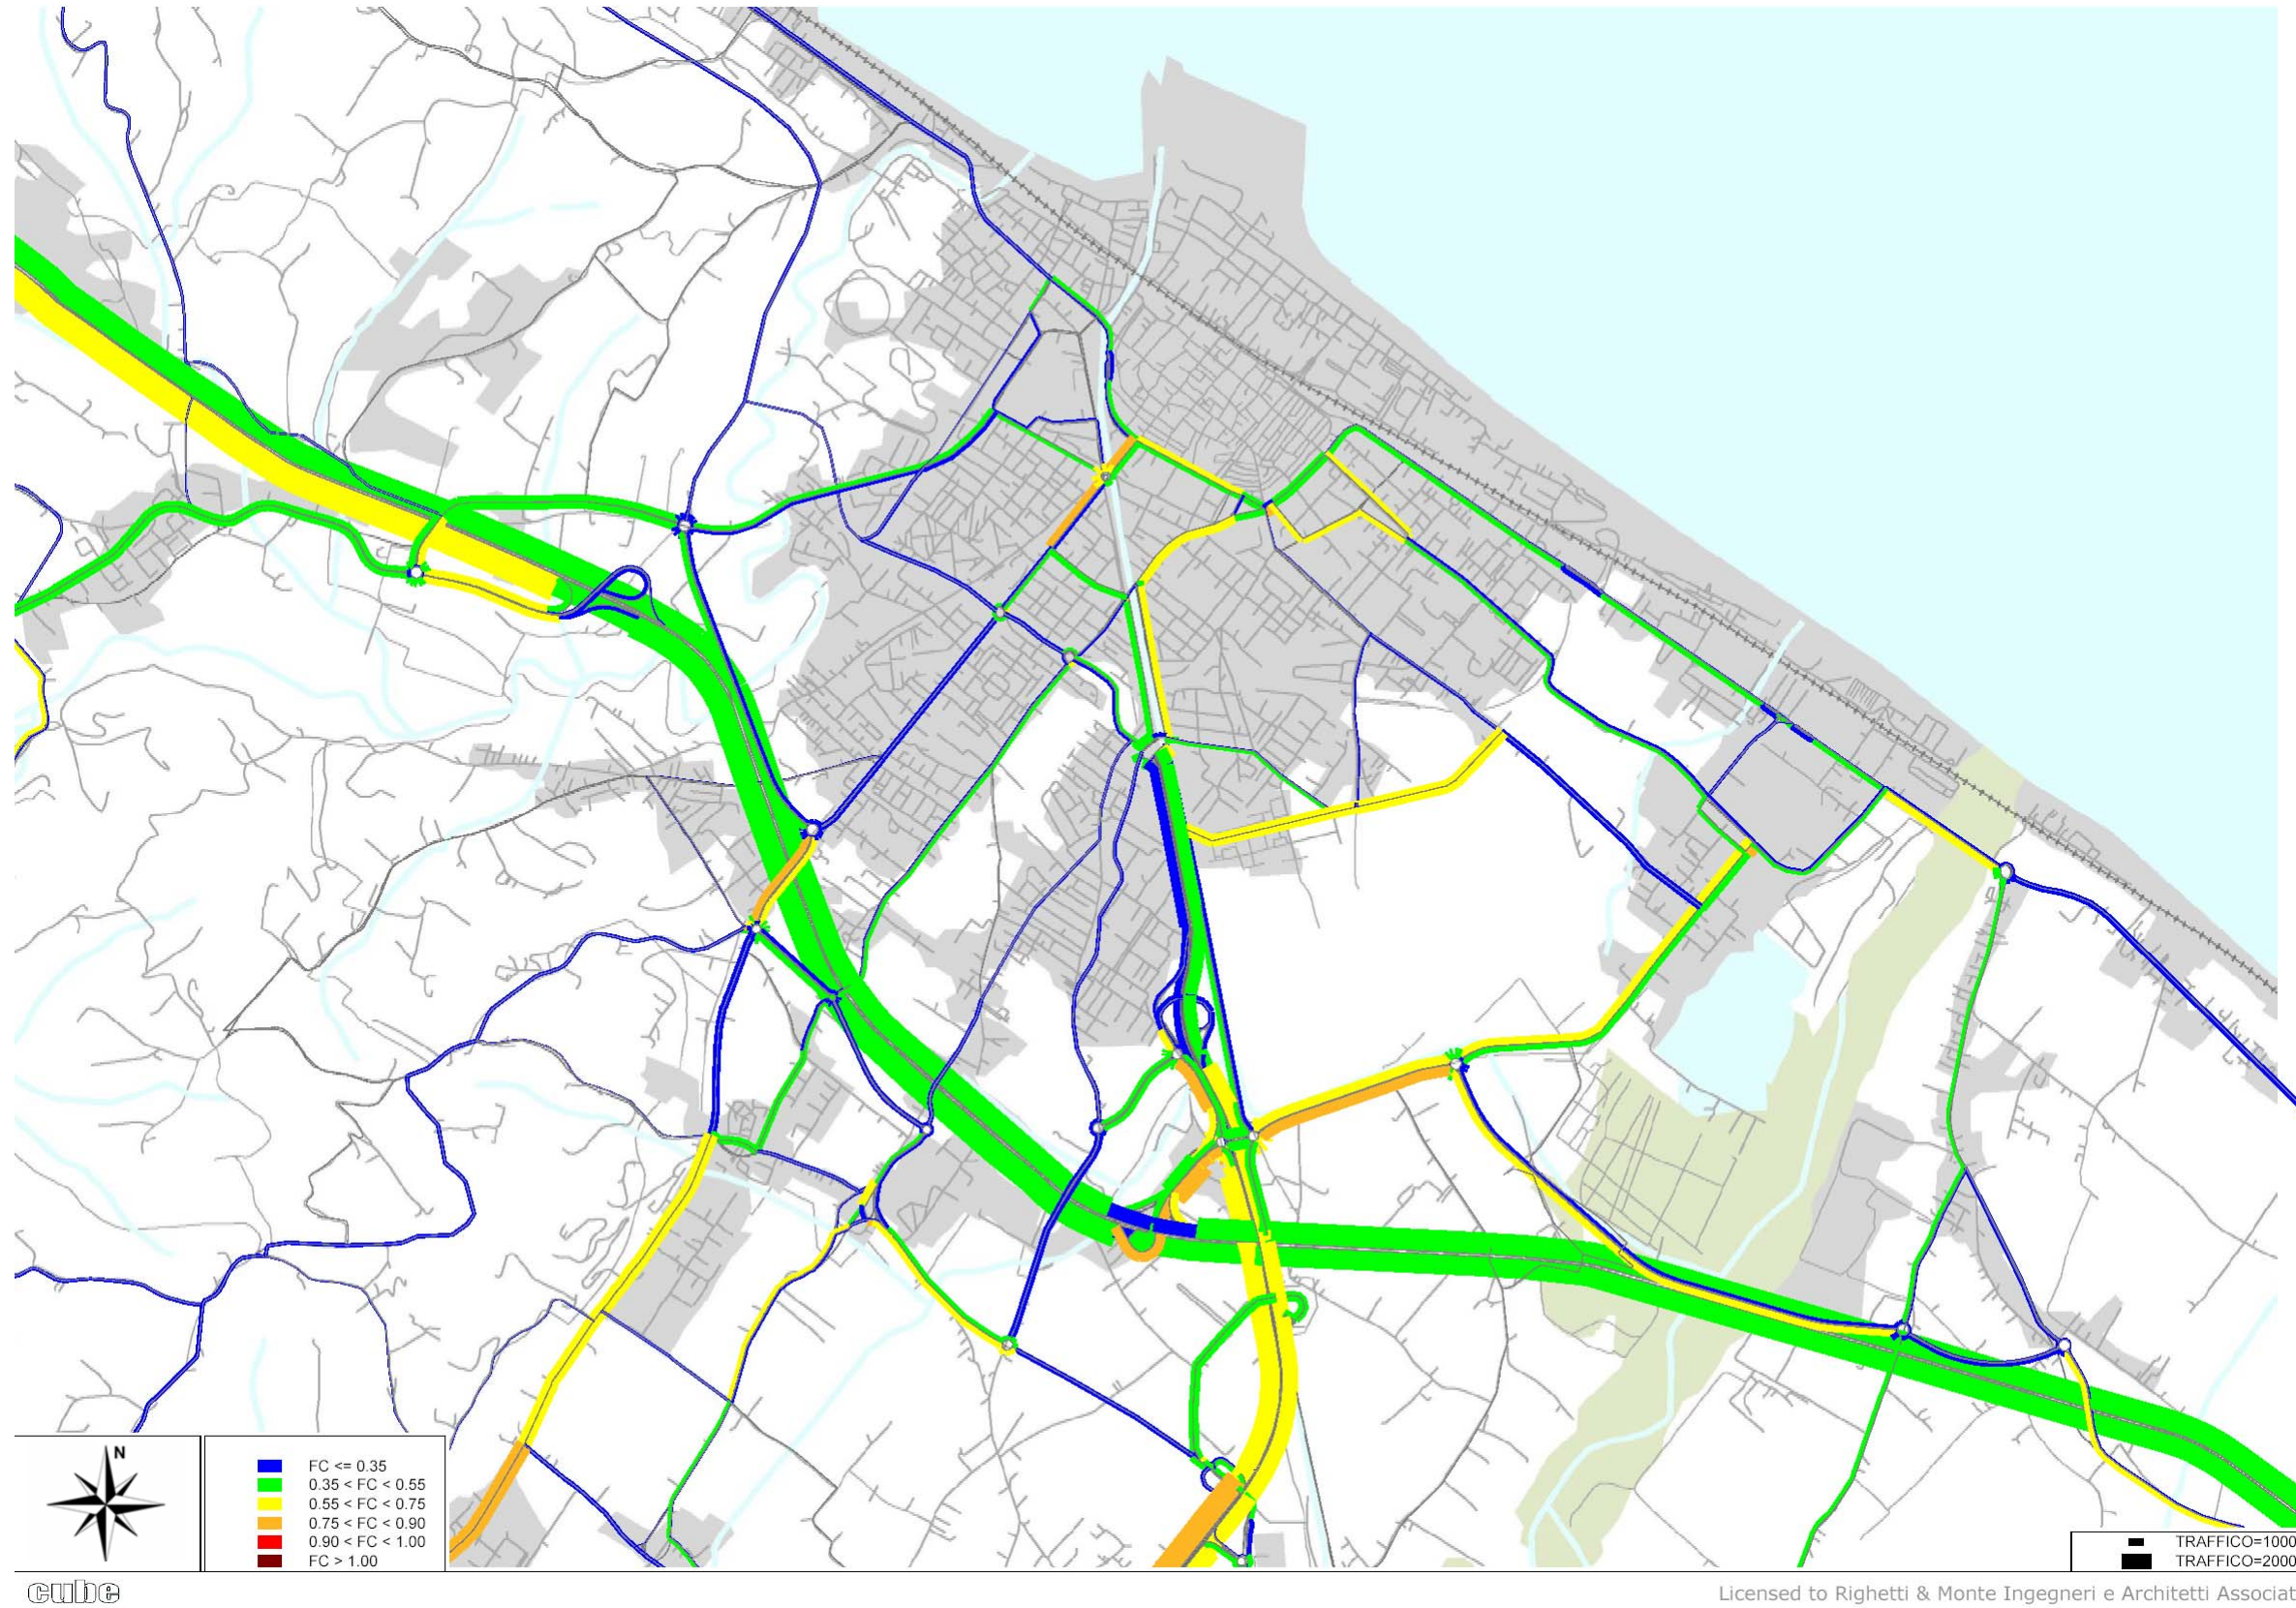 N
FC <= 0.35
0.35 < FC < 0.55
0.55 < FC < 0.75
0.75 < FC < 0.90
0.90 < FC < 1.00
FC > 1.00
TRAFFICO=1000
TRAFFICO=2000
cube
Licensed to Righetti & Monte Ingegneri e Architetti Associat